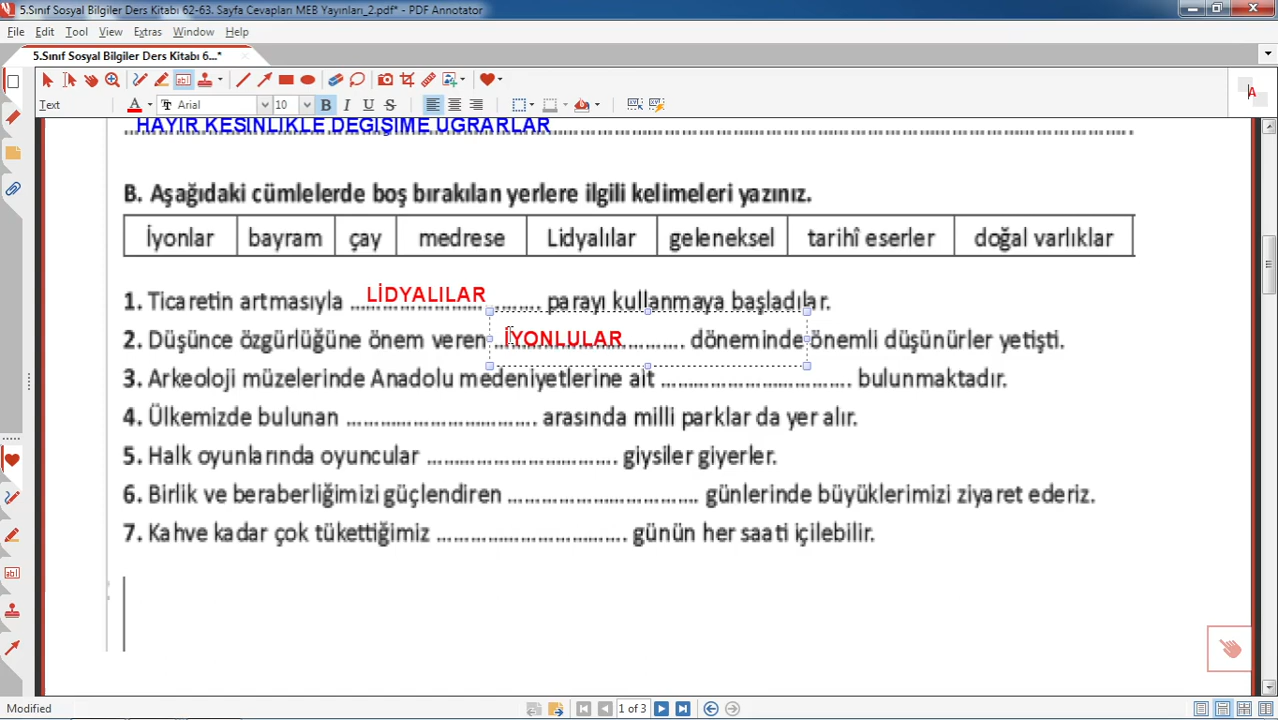 5.Sınıf Sosyal Bilgiler Ders Kitabı 62-63. Sayfa Cevapları MEB Yayınları_2.pdf* - PDF Annotator
File Edit Tool View Extras Window Help
5.Sınıf Sosyal Bilgiler Ders Kitabı 6...*
Text Arial 10 B I U S
A
HAYIR KESİNLİKLE DEĞİŞİME UĞRARLAR
B. Aşağıdaki cümlelerde boş bırakılan yerlere ilgili kelimeleri yazınız.
İyonlar bayram çay medrese Lidyalılar geleneksel tarihî eserler doğal varlıklar
1. Ticaretin artmasıyla LİDYALILAR parayı kullanmaya başladılar.
2. Düşünce özgürlüğüne önem veren İYONLULAR döneminde önemli düşünürler yetişti.
3. Arkeoloji müzelerinde Anadolu medeniyetlerine ait ................................ bulunmaktadır.
4. Ülkemizde bulunan ................................ arasında milli parklar da yer alır.
5. Halk oyunlarında oyuncular ................................ giysiler giyerler.
6. Birlik ve beraberliğimizi güçlendiren ................................ günlerinde büyüklerimizi ziyaret ederiz.
7. Kahve kadar çok tükettiğimiz ................................ günün her saati içilebilir.
Modified 1 of 3